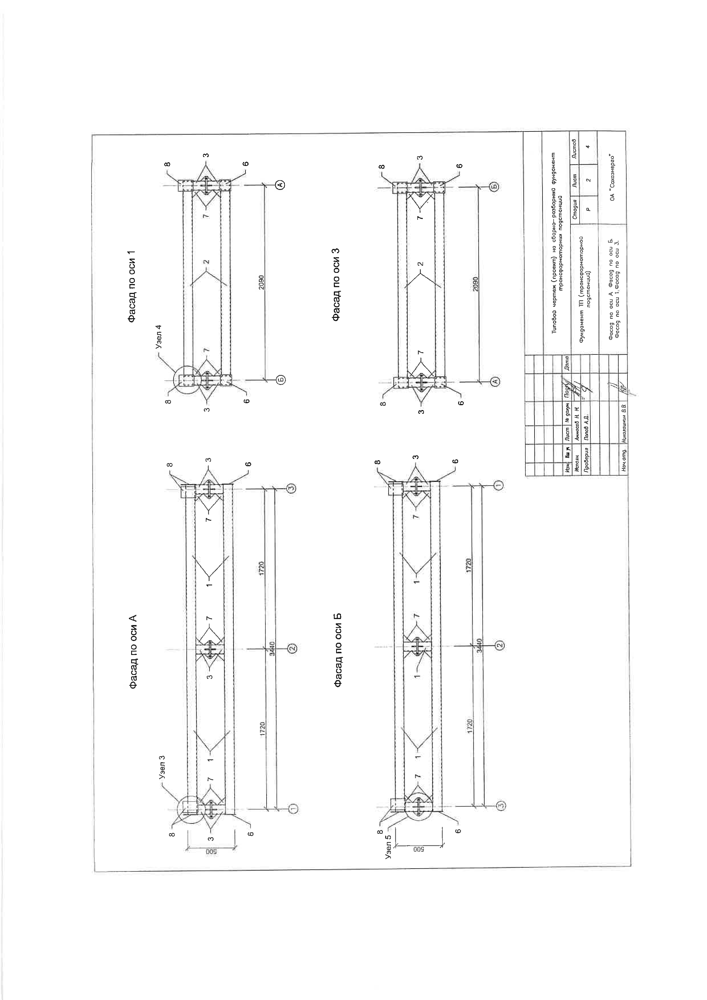 Фасад по оси А
Узел 3
8
8
1
7
3
7
1
7
3
3
6
6
500
1720
1720
3440
1
2
3
Фасад по оси 1
Узел 4
8
8
7
2
7
3
3
6
6
2090
Б
А
Фасад по оси Б
Узел 5
8
8
7
1
1
7
1
7
3
6
6
500
1720
1720
3440
3
2
1
Фасад по оси 3
8
8
7
2
7
3
3
6
6
2090
А
Б
Типовой чертеж (проект) на сборно-разборный фундамент
трансформаторных подстанций
Изм. Кол уч Лист № докум Подп. Дата
Исполн. Аммосов Н. М.
Проверил Попов А.Д.
Нач. отд. Николашкин В.В.
Фундамент ТП (трансформаторной
подстанций)
Стадия Лист Листов
Р 2 4
Фасад по оси А. Фасад по оси Б.
Фасад по оси 1. Фасад по оси 3.
ОА "Сахаэнерго"